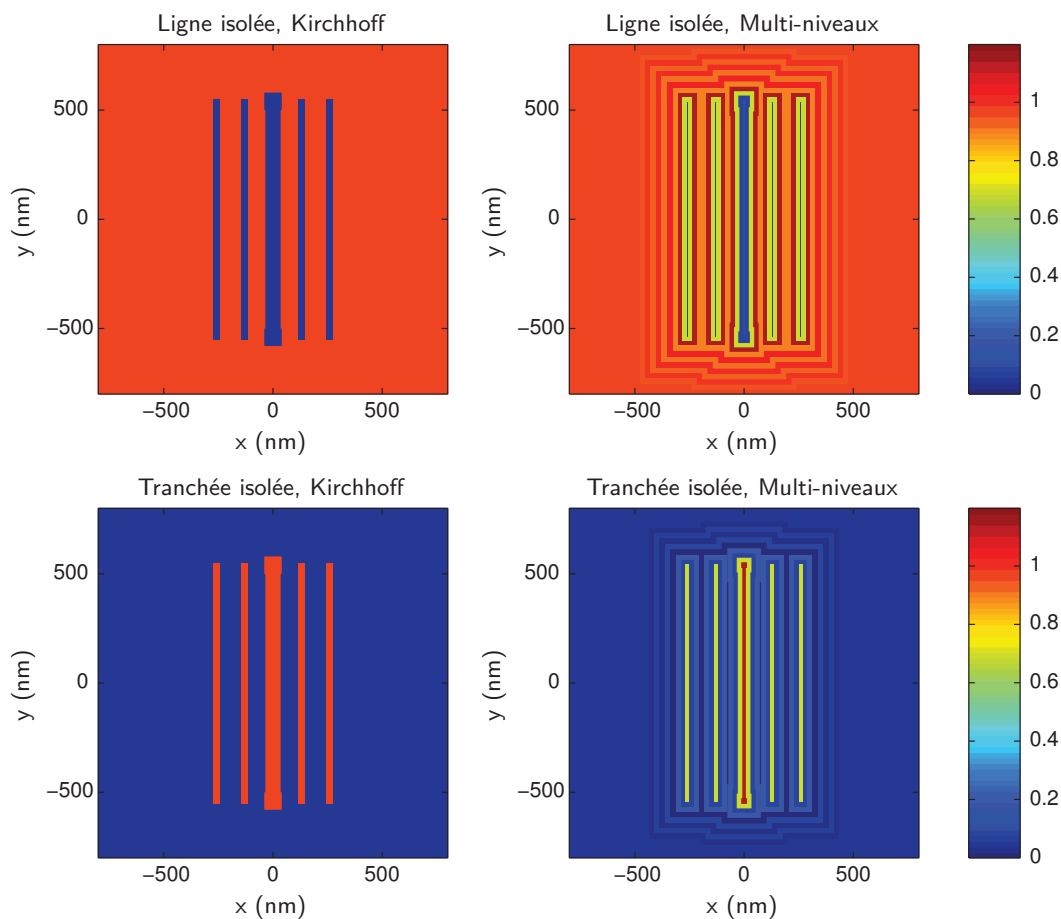 Ligne isolée, Kirchhoff
500
0
−500
y (nm)
−500 0 500
x (nm)
Ligne isolée, Multi-niveaux
500
0
−500
y (nm)
−500 0 500
x (nm)
1
0.8
0.6
0.4
0.2
0
Tranchée isolée, Kirchhoff
500
0
−500
y (nm)
−500 0 500
x (nm)
Tranchée isolée, Multi-niveaux
500
0
−500
y (nm)
−500 0 500
x (nm)
1
0.8
0.6
0.4
0.2
0